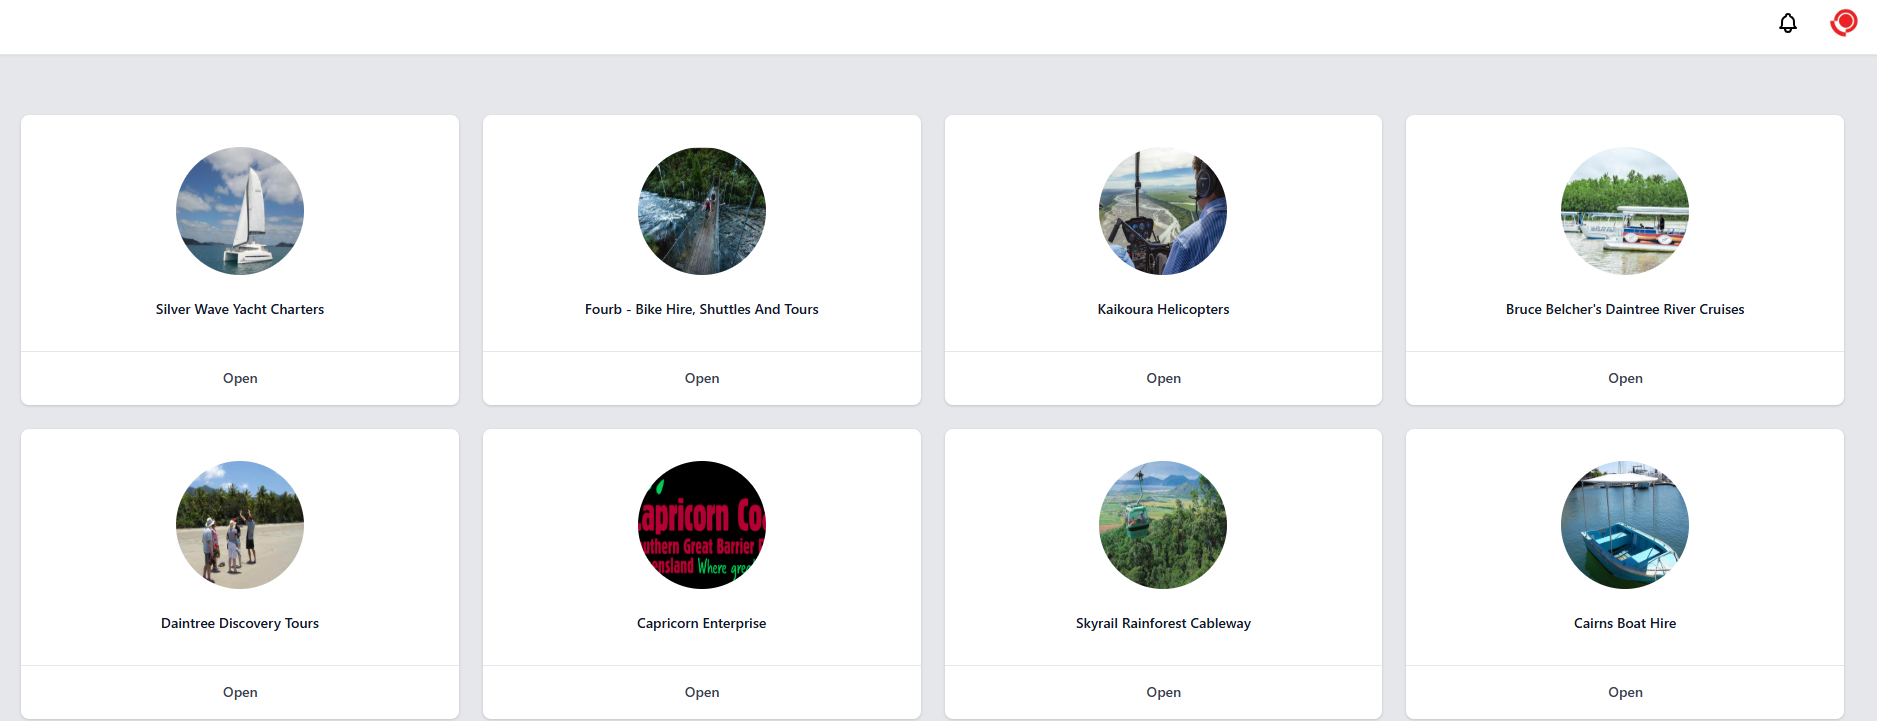 Silver Wave Yacht Charters
Fourb - Bike Hire, Shuttles And Tours
Kaikoura Helicopters
Bruce Belcher's Daintree River Cruises
Open
Open
Open
Open
apricorn Co
uthern Great Barrier
nsland Where grea
Daintree Discovery Tours
Capricorn Enterprise
Skyrail Rainforest Cableway
Cairns Boat Hire
Open
Open
Open
Open